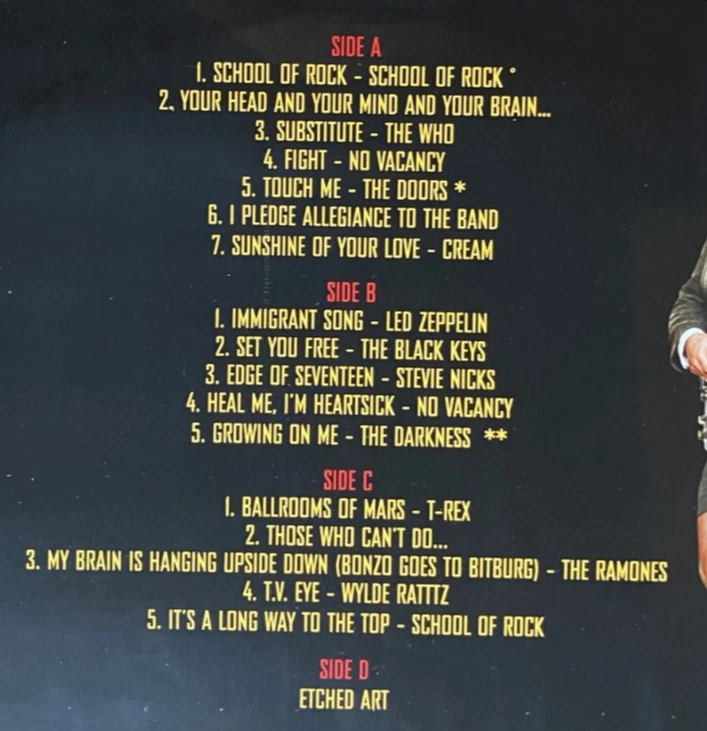 SIDE A
1. SCHOOL OF ROCK - SCHOOL OF ROCK °
2. YOUR HEAD AND YOUR MIND AND YOUR BRAIN...
3. SUBSTITUTE - THE WHO
4. FIGHT - NO VACANCY
5. TOUCH ME - THE DOORS *
6. I PLEDGE ALLEGIANCE TO THE BAND
7. SUNSHINE OF YOUR LOVE - CREAM
SIDE B
1. IMMIGRANT SONG - LED ZEPPELIN
2. SET YOU FREE - THE BLACK KEYS
3. EDGE OF SEVENTEEN - STEVIE NICKS
4. HEAL ME, I'M HEARTSICK - NO VACANCY
5. GROWING ON ME - THE DARKNESS **
SIDE C
1. BALLROOMS OF MARS - T-REX
2. THOSE WHO CAN'T DO...
3. MY BRAIN IS HANGING UPSIDE DOWN (BONZO GOES TO BITBURG) - THE RAMONES
4. T.V. EYE - WYLDE RATTTZ
5. IT'S A LONG WAY TO THE TOP - SCHOOL OF ROCK
SIDE D
ETCHED ART